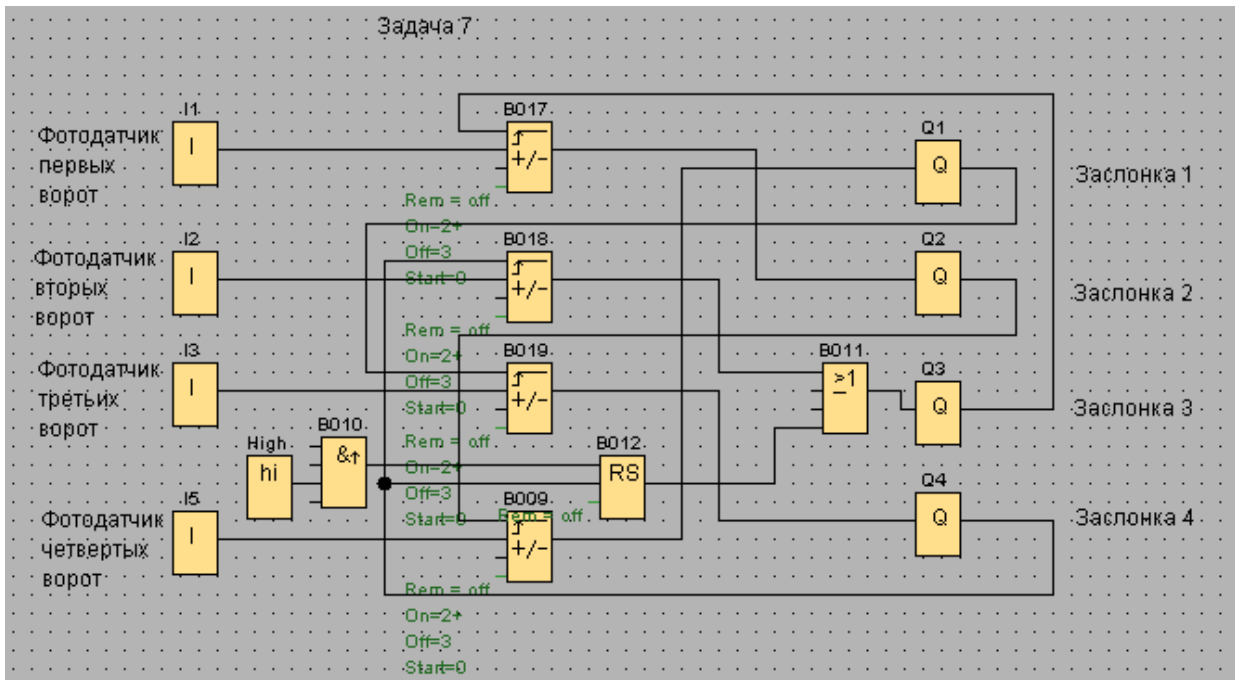 Задача 7
I1
B017
Q1
Фотодатчик
первых
ворот
I
+/-
Q
Заслонка 1
Rem = off
On=2+
Off=3
Start=0
I2
B018
Q2
Фотодатчик
вторых
ворот
I
+/-
Q
Заслонка 2
Rem = off
On=2+
Off=3
Start=0
I3
B019
B011
Q3
Фотодатчик
третьих
ворот
I
+/-
≥1
Q
Заслонка 3
Rem = off
On=2+
Off=3
Start=0
High
hi
B010
&↑
B012
RS
Rem = off
Q4
Q
Заслонка 4
I5
B009
Фотодатчик
четвертых
ворот
I
+/-
Rem = off
On=2+
Off=3
Start=0